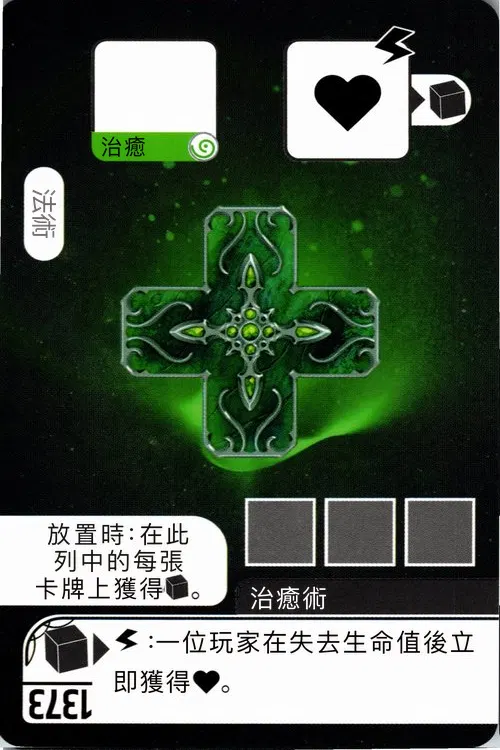 治癒
法術
放置時:在此
列中的每張
卡牌上獲得。
治癒術
:一位玩家在失去生命值後立
即獲得♥。
1373